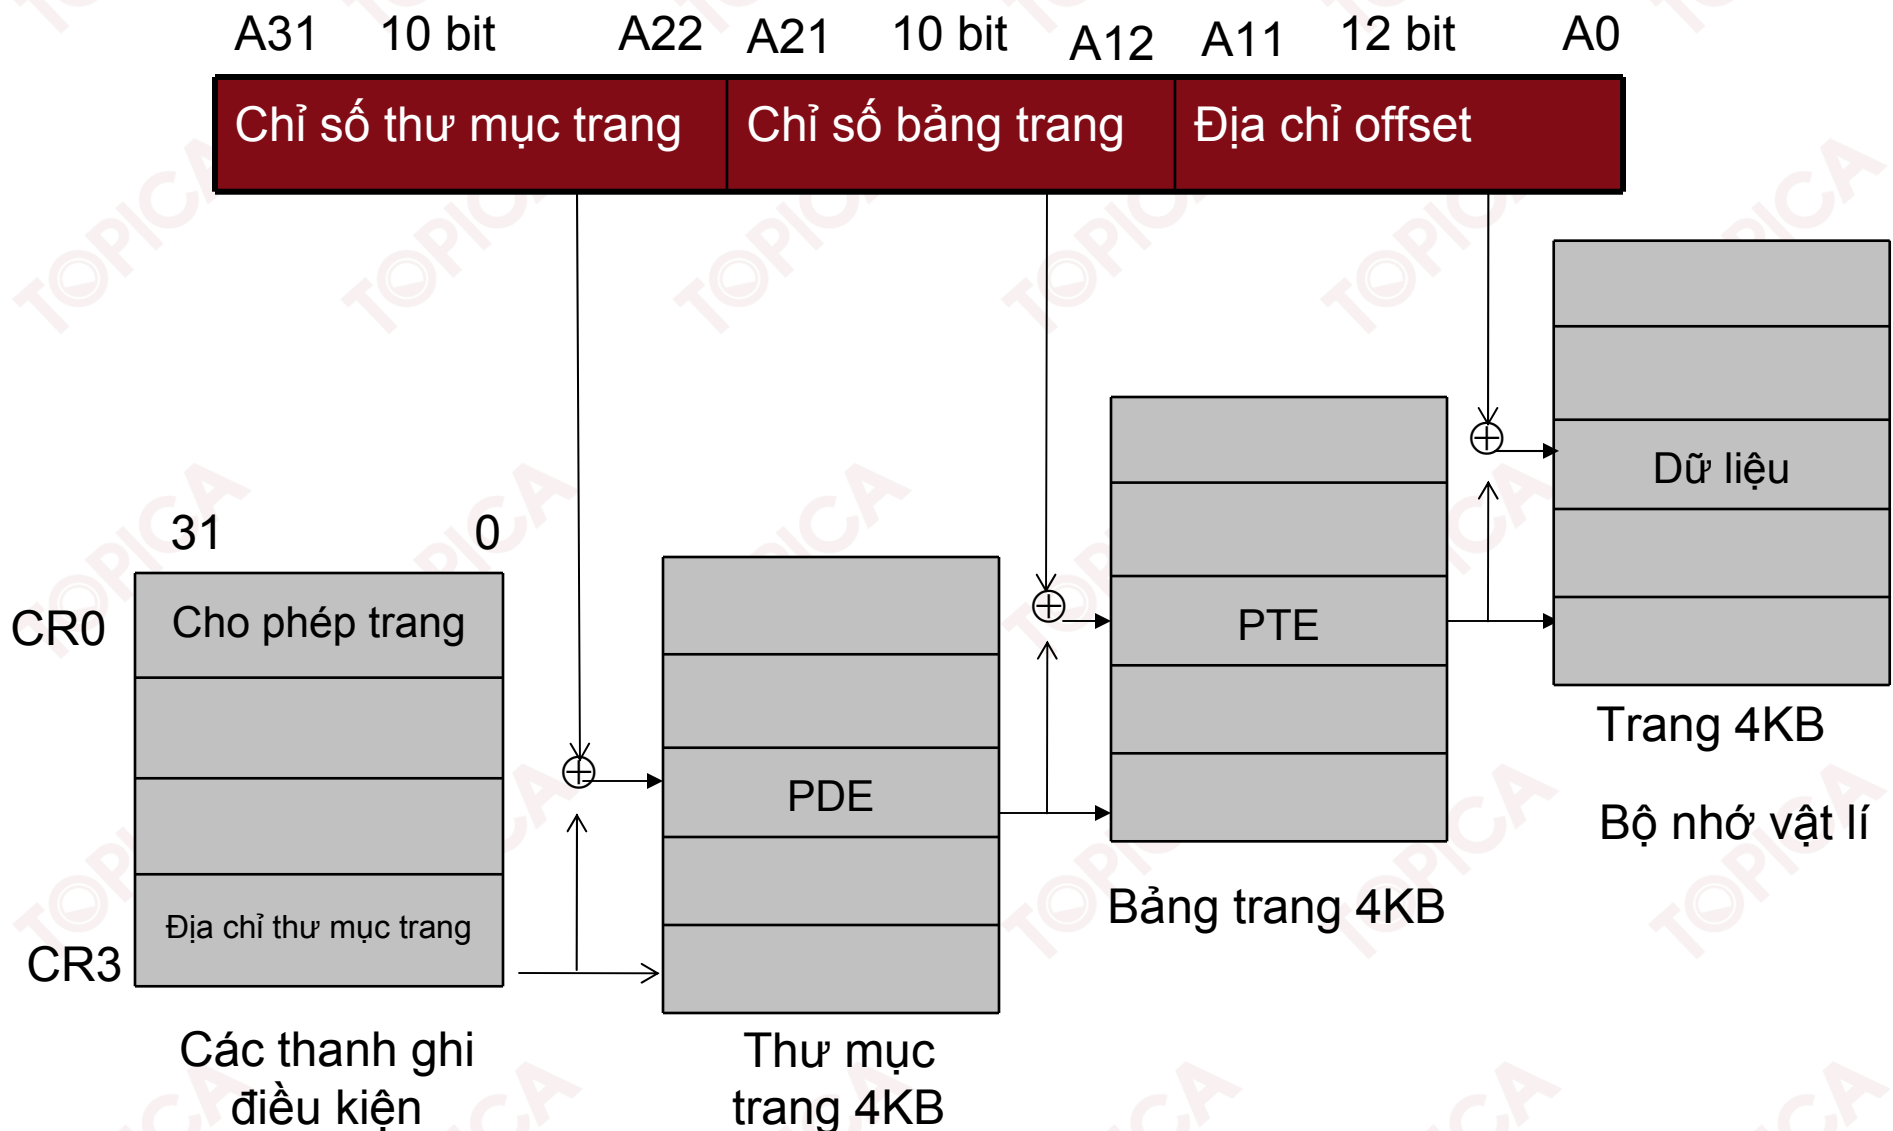 A31 10 bit A22 A21 10 bit A12 A11 12 bit A0
Chỉ số thư mục trang Chỉ số bảng trang Địa chỉ offset
31 0
CR0 Cho phép trang
Địa chỉ thư mục trang
CR3
Các thanh ghi
điều kiện
PDE
Thư mục
trang 4KB
PTE
Bảng trang 4KB
Dữ liệu
Trang 4KB
Bộ nhớ vật lí
TOPICA